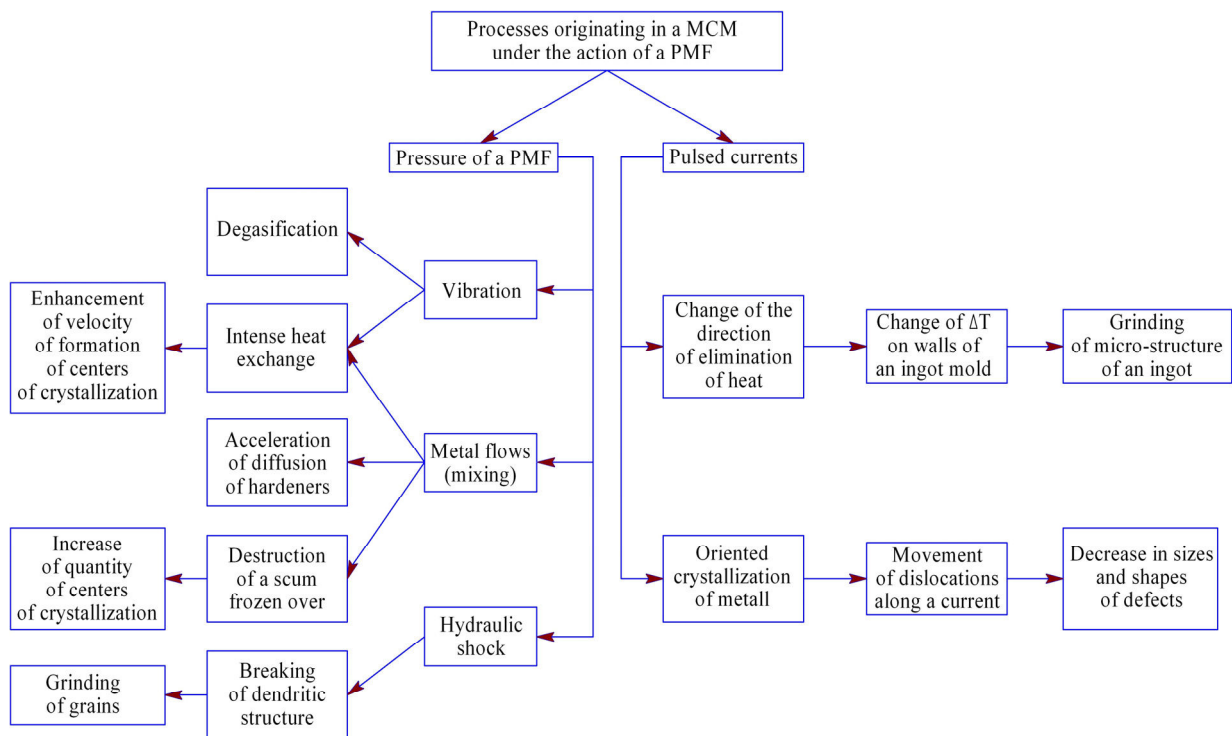 Processes originating in a MCM
under the action of a PMF
Pressure of a PMF
Pulsed currents
Degasification
Vibration
Enhancement
of velocity
of formation
of centers
of crystallization
Intense heat
exchange
Change of the
direction
of elimination
of heat
Change of ΔT
on walls of
an ingot mold
Grinding
of micro-structure
of an ingot
Acceleration
of diffusion
of hardeners
Metal flows
(mixing)
Increase
of quantity
of centers
of crystallization
Destruction
of a scum
frozen over
Oriented
crystallization
of metall
Movement
of dislocations
along a current
Decrease in sizes
and shapes
of defects
Hydraulic
shock
Grinding
of grains
Breaking
of dendritic
structure